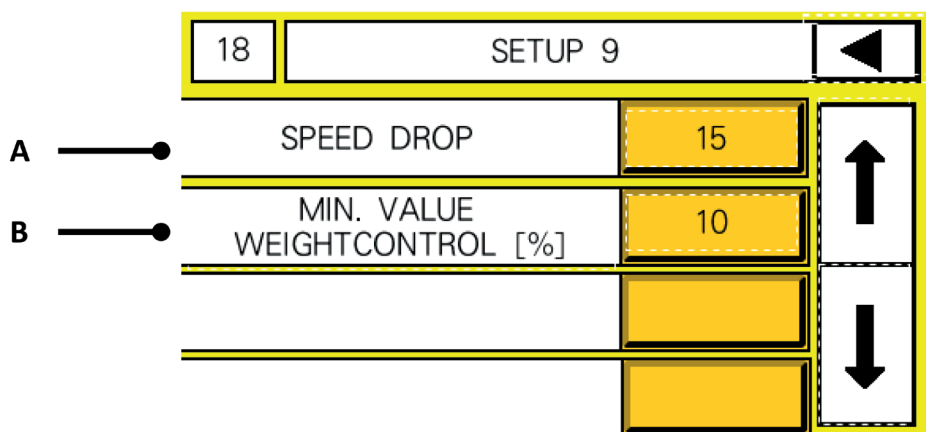 18
SETUP 9
A
SPEED DROP
15
B
MIN. VALUE
WEIGHTCONTROL [%]
10